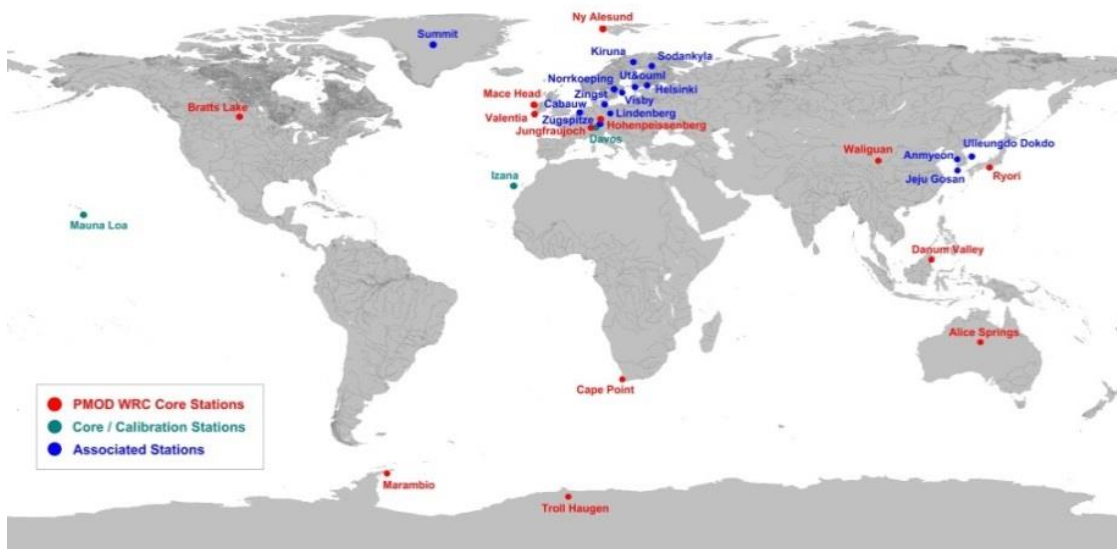 Ny Alesund
Summit
Kiruna
Sodankyla
Norrkoeping
Ut&ouml
Mace Head
Zingst
Helsinki
Bratts Lake
Cabauw
Visby
Valentia
Zugspitze
Lindenberg
Jungfraujoch
Hohenpeissenberg
Davos
Waliguan
Anmyeon
Ulleungdo Dokdo
Jeju Gosan
Ryori
Izana
Mauna Loa
Danum Valley
Alice Springs
Cape Point
PMOD WRC Core Stations
Core / Calibration Stations
Associated Stations
Marambio
Troll Haugen